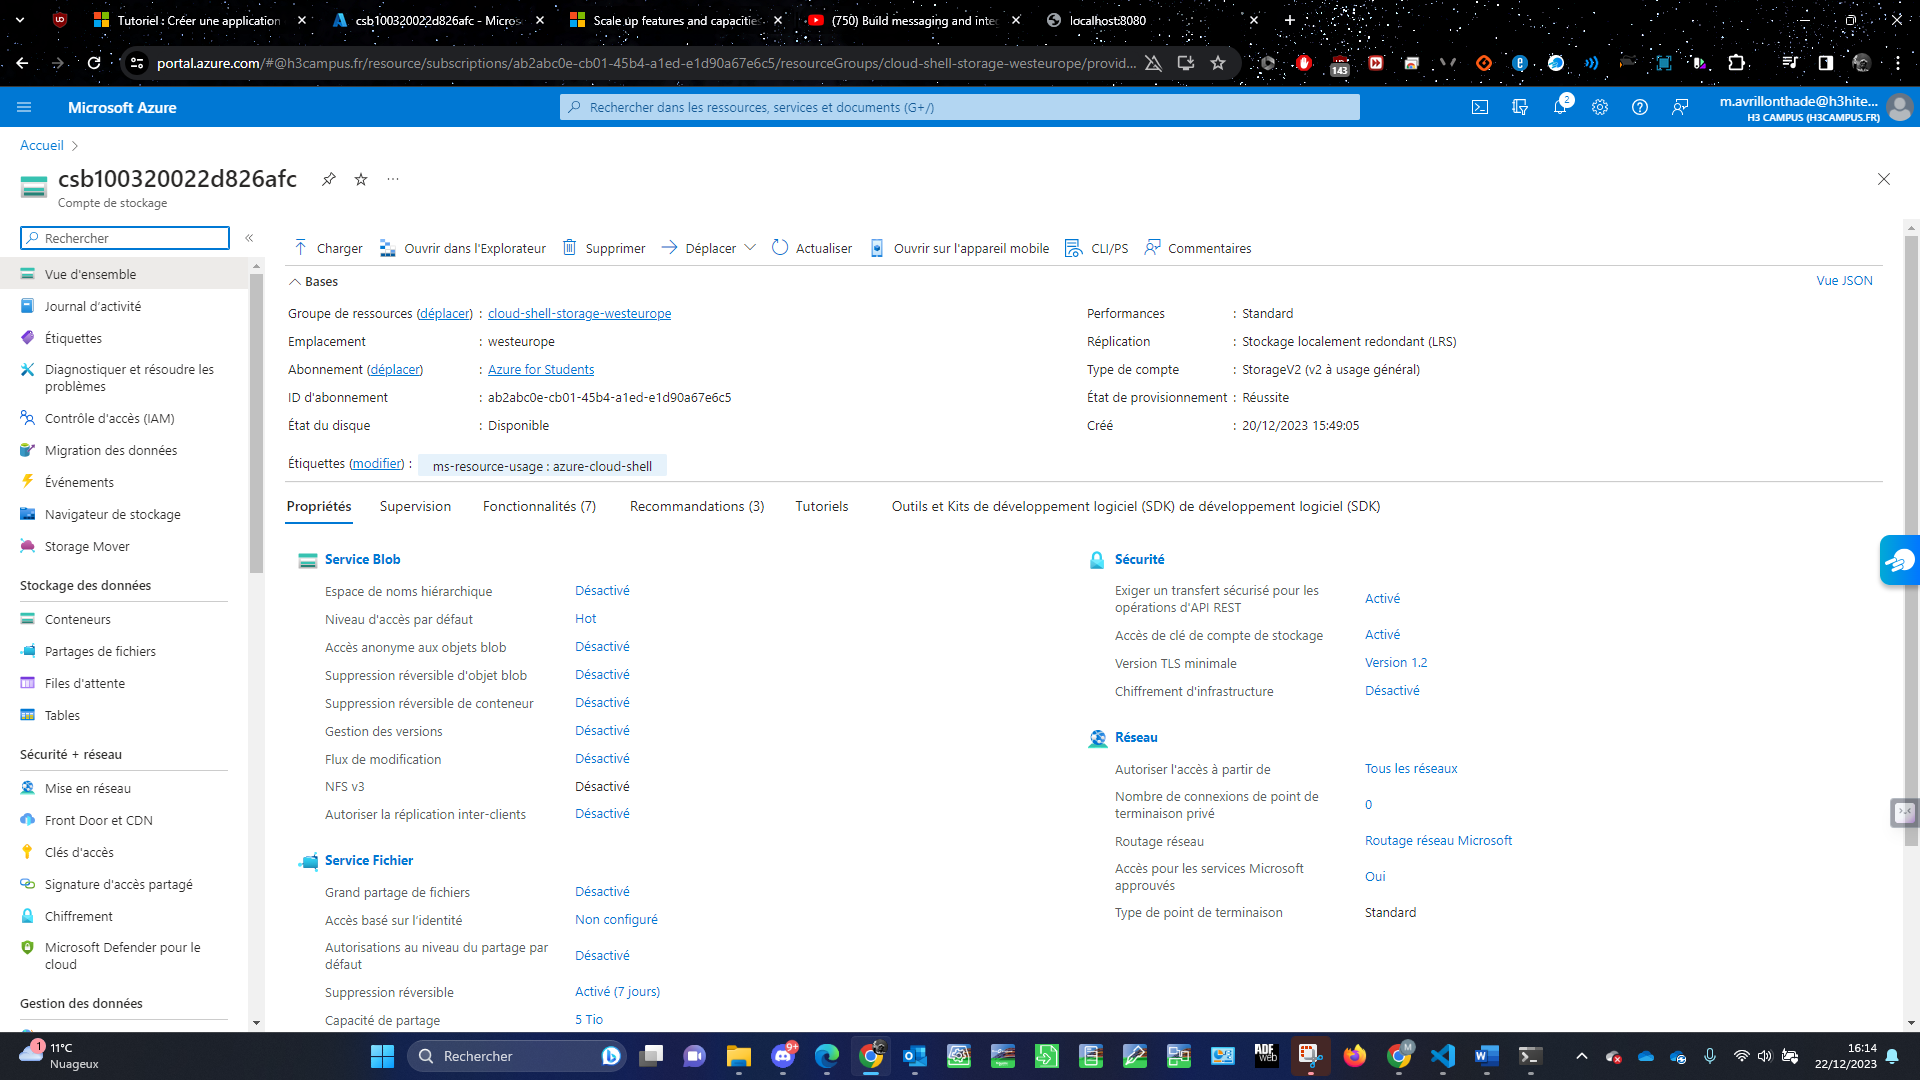 Tutoriel : Créer une application
csb100320022d826afc - Micros
Scale up features and capacities
(750) Build messaging and integ
localhost:8080
portal.azure.com/#@h3campus.fr/resource/subscriptions/ab2abc0e-cb01-45b4-a1ed-e1d90a67e6c5/resourceGroups/cloud-shell-storage-westeurope/provid...
143
Microsoft Azure
Rechercher dans les ressources, services et documents (G+/)
2
m.avrillonthade@h3hite...
H3 CAMPUS (H3CAMPUS.FR)
Accueil
csb100320022d826afc
Compte de stockage
Rechercher
Charger
Ouvrir dans l'Explorateur
Supprimer
Déplacer
Actualiser
Ouvrir sur l'appareil mobile
CLI/PS
Commentaires
Vue d'ensemble
Journal d'activité
Étiquettes
Diagnostiquer et résoudre les
problèmes
Contrôle d'accès (IAM)
Migration des données
Événements
Navigateur de stockage
Storage Mover
Stockage des données
Conteneurs
Partages de fichiers
Files d'attente
Tables
Sécurité + réseau
Mise en réseau
Front Door et CDN
Clés d'accès
Signature d'accès partagé
Chiffrement
Microsoft Defender pour le
cloud
Gestion des données
Bases
Vue JSON
Groupe de ressources (déplacer) : cloud-shell-storage-westeurope
Emplacement : westeurope
Abonnement (déplacer) : Azure for Students
ID d'abonnement : ab2abc0e-cb01-45b4-a1ed-e1d90a67e6c5
État du disque : Disponible
Performances : Standard
Réplication : Stockage localement redondant (LRS)
Type de compte : StorageV2 (v2 à usage général)
État de provisionnement : Réussite
Créé : 20/12/2023 15:49:05
Étiquettes (modifier) : ms-resource-usage : azure-cloud-shell
Propriétés
Supervision
Fonctionnalités (7)
Recommandations (3)
Tutoriels
Outils et Kits de développement logiciel (SDK) de développement logiciel (SDK)
Service Blob
Espace de noms hiérarchique Désactivé
Niveau d'accès par défaut Hot
Accès anonyme aux objets blob Désactivé
Suppression réversible d'objet blob Désactivé
Suppression réversible de conteneur Désactivé
Gestion des versions Désactivé
Flux de modification Désactivé
NFS v3 Désactivé
Autoriser la réplication inter-clients Désactivé
Service Fichier
Grand partage de fichiers Désactivé
Accès basé sur l'identité Non configuré
Autorisations au niveau du partage par
défaut Désactivé
Suppression réversible Activé (7 jours)
Capacité de partage 5 Tio
Sécurité
Exiger un transfert sécurisé pour les
opérations d'API REST Activé
Accès de clé de compte de stockage Activé
Version TLS minimale Version 1.2
Chiffrement d'infrastructure Désactivé
Réseau
Autoriser l'accès à partir de Tous les réseaux
Nombre de connexions de point de
terminaison privé 0
Routage réseau Routage réseau Microsoft
Accès pour les services Microsoft
approuvés Oui
Type de point de terminaison Standard
1
11°C
Nuageux
Rechercher
9+
ADF
web
M
16:14
22/12/2023